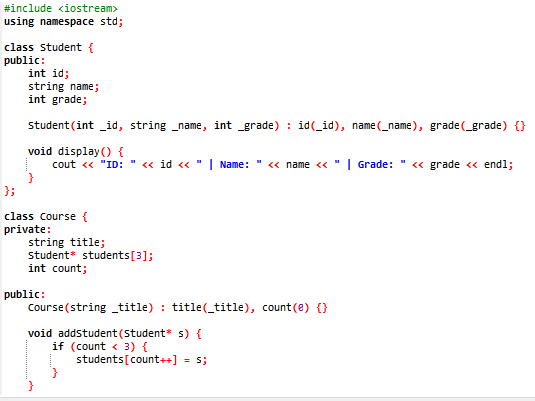 #include <iostream>
using namespace std;

class Student {
public:
    int id;
    string name;
    int grade;

    Student(int _id, string _name, int _grade) : id(_id), name(_name), grade(_grade) {}

    void display() {
        cout << "ID: " << id << " | Name: " << name << " | Grade: " << grade << endl;
    }
};

class Course {
private:
    string title;
    Student* students[3];
    int count;

public:
    Course(string _title) : title(_title), count(0) {}

    void addStudent(Student* s) {
        if (count < 3) {
            students[count++] = s;
        }
    }